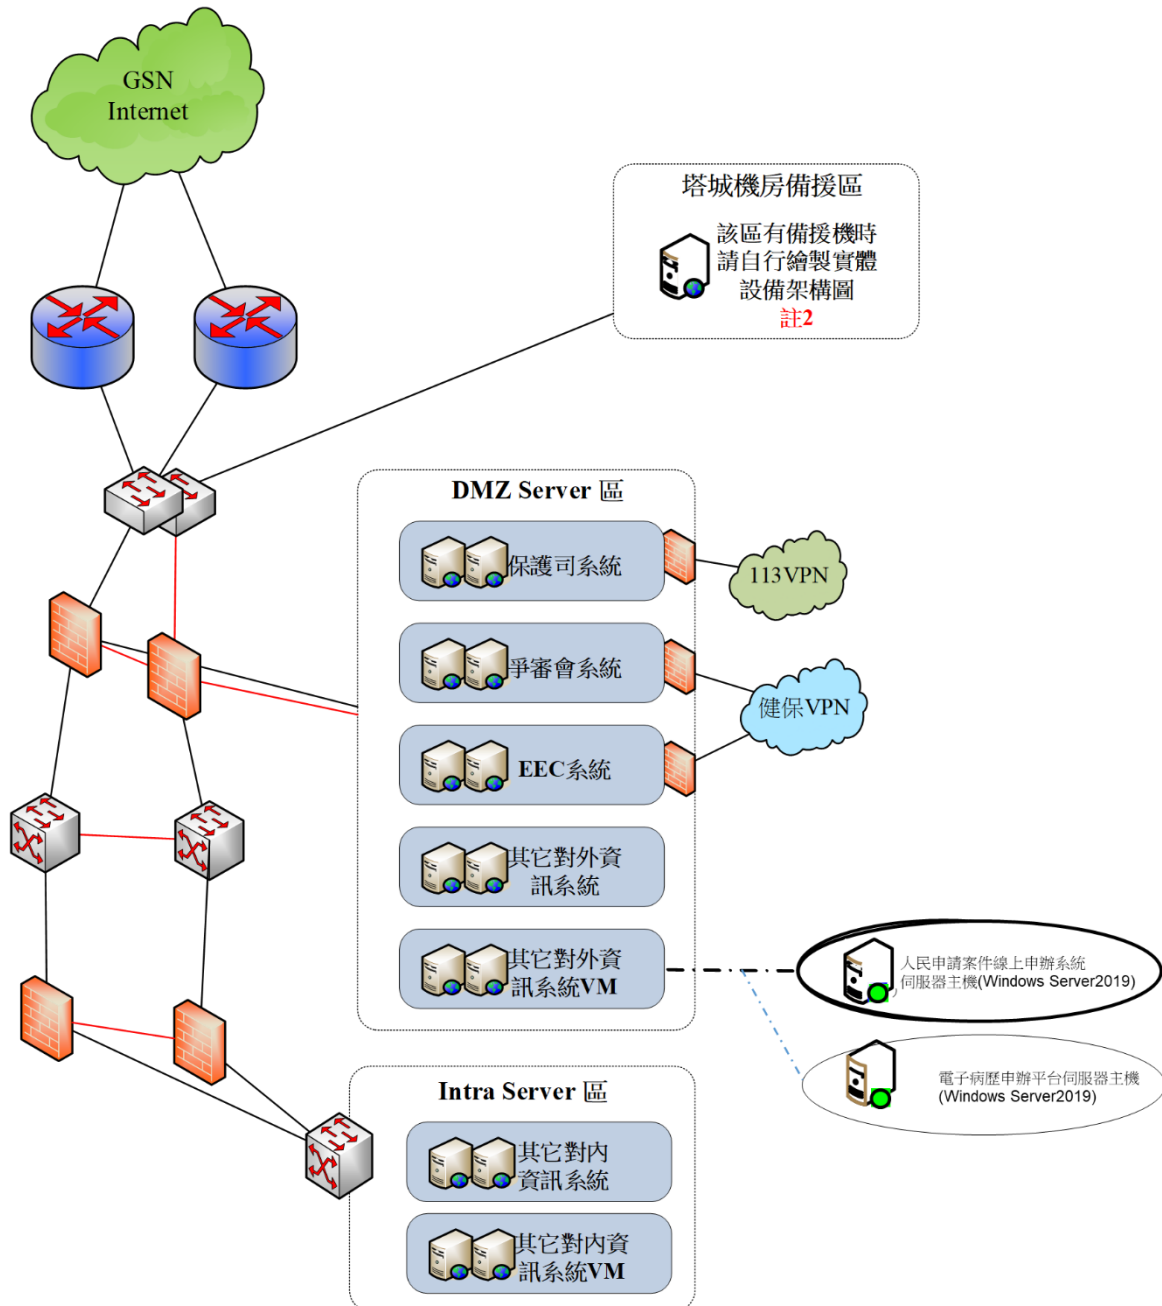 GSN
Internet
塔城機房備援區
該區有備援機時
請自行繪製實體
設備架構圖
註2
DMZ Server 區
保護司系統
113VPN
爭審會系統
健保VPN
EEC系統
其它對外資
訊系統
其它對外資
訊系統VM
人民申請案件線上申辦系統
伺服器主機(Windows Server2019)
電子病歷申辦平台伺服器主機
(Windows Server2019)
Intra Server 區
其它對內
資訊系統
其它對內資
訊系統VM